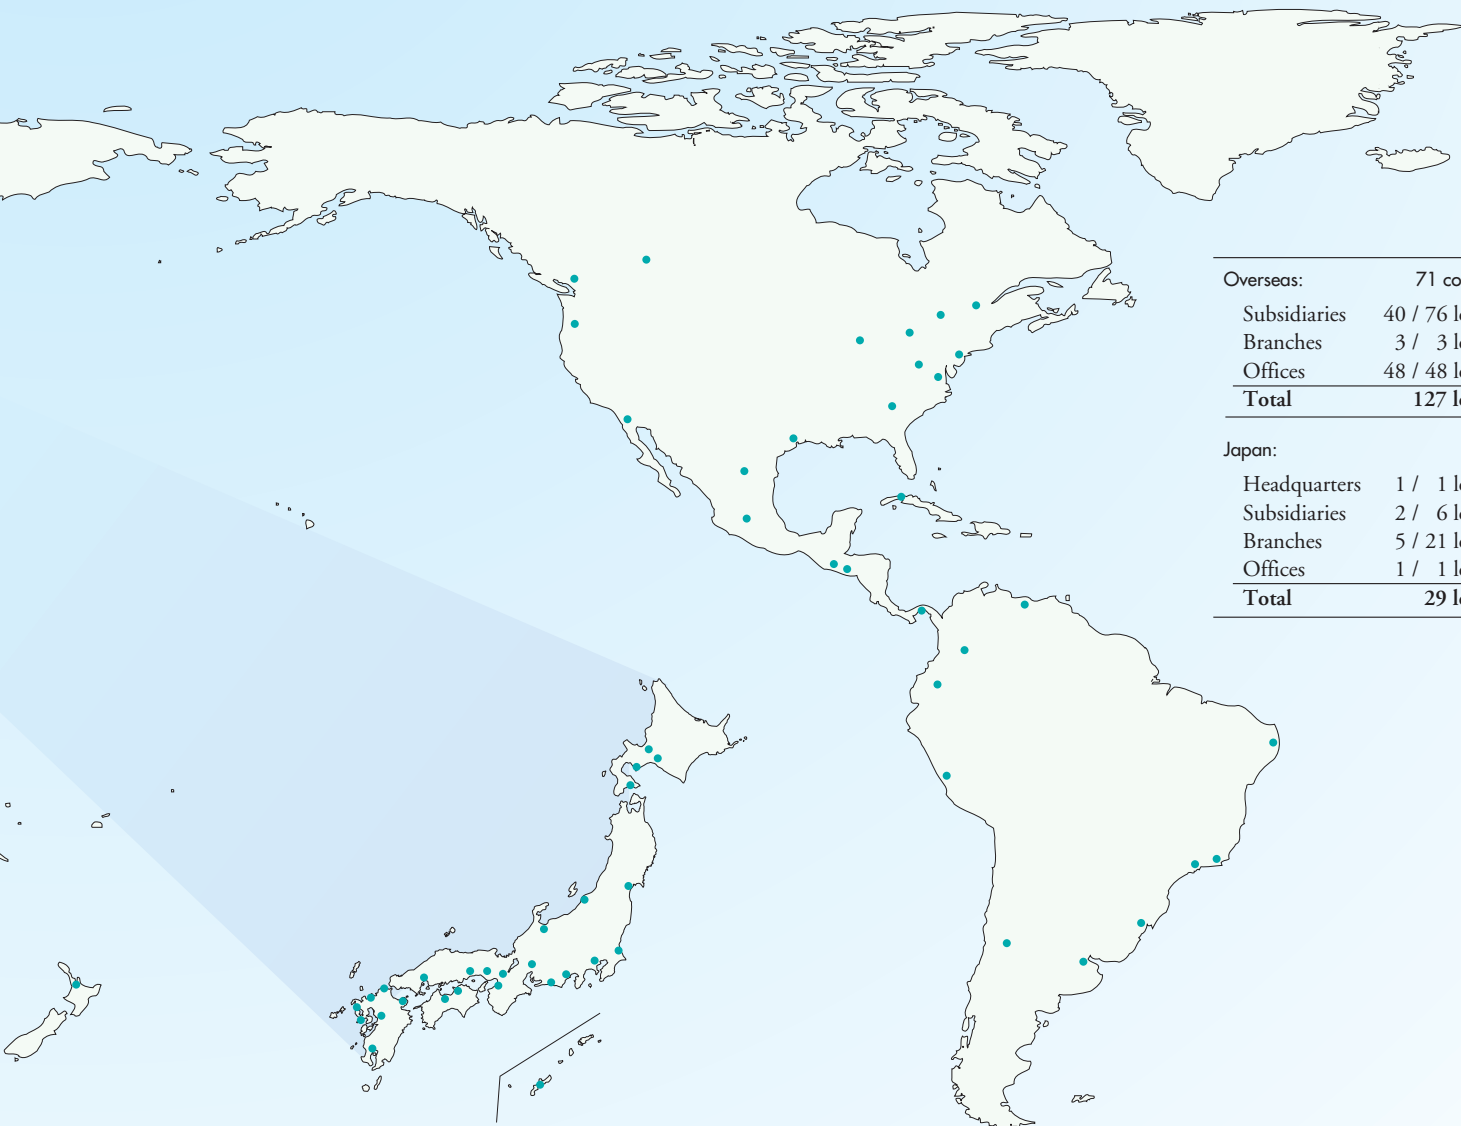 Overseas: 71
Subsidiaries 40 / 76
Branches 3 / 3
Offices 48 / 48
Total 127
Japan:
Headquarters 1 / 1
Subsidiaries 2 / 6
Branches 5 / 21
Offices 1 / 1
Total 29